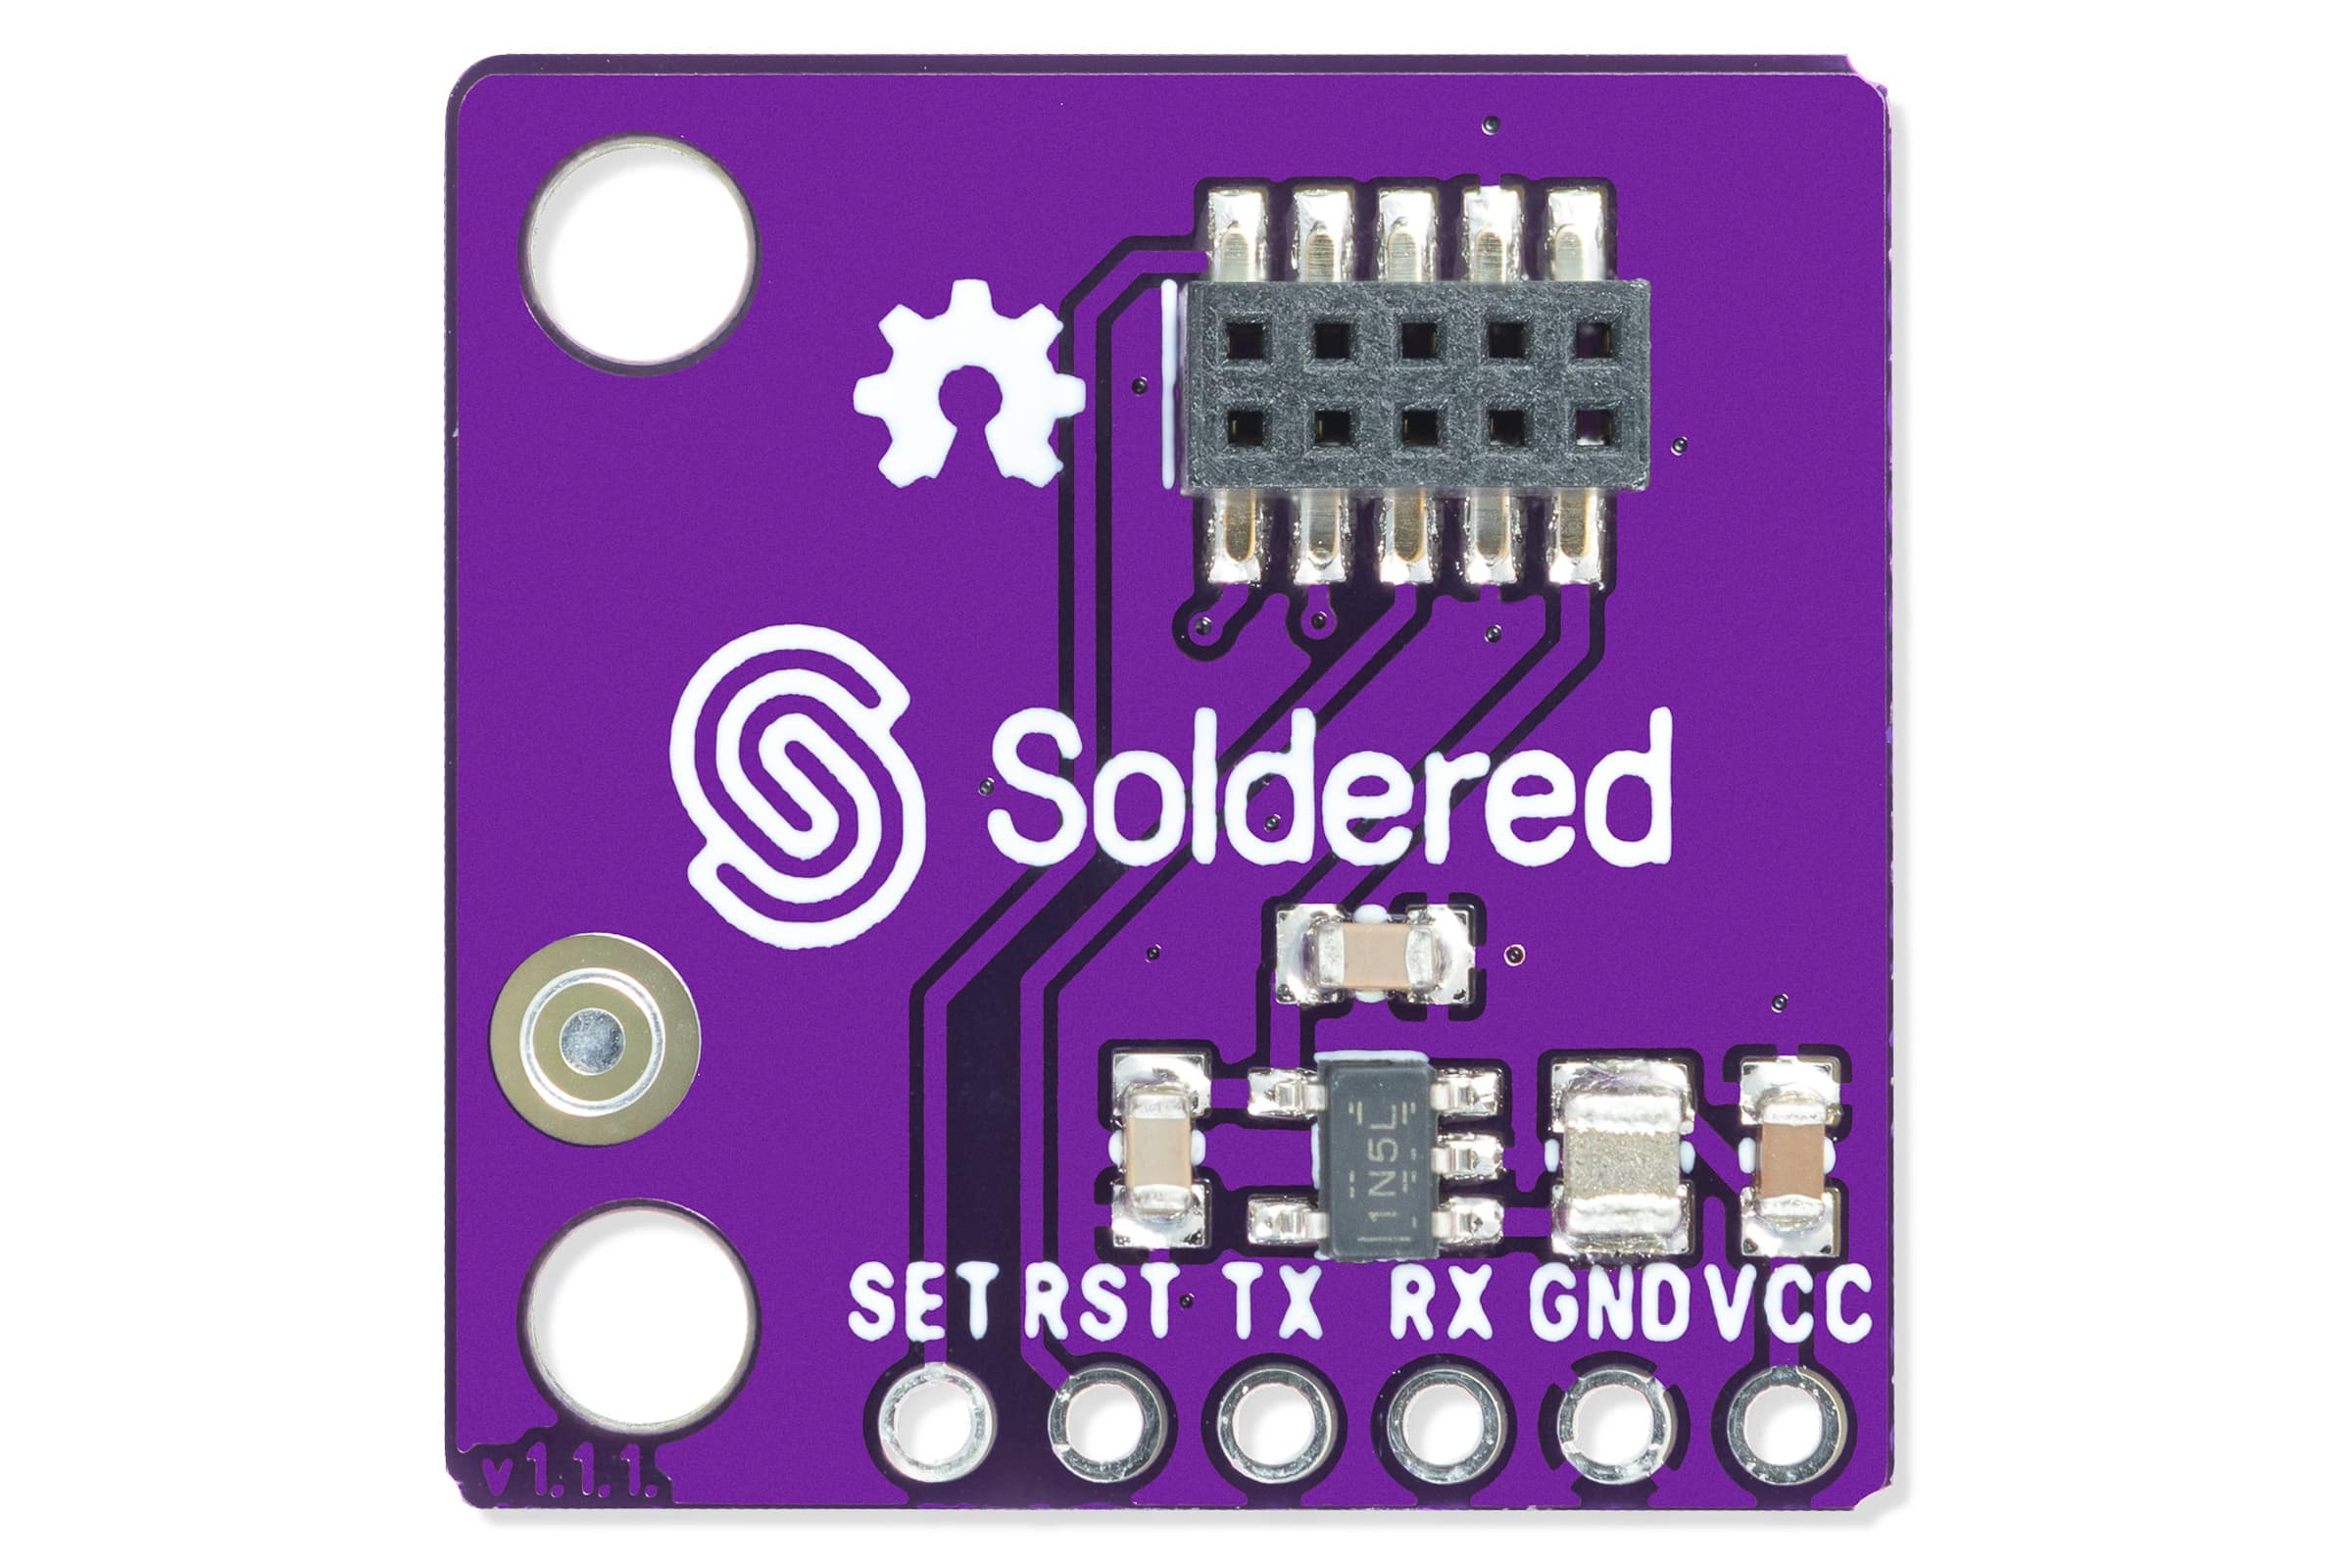 Soldered
1N5L
SET RST TX RX GND VCC
v1.1.1.